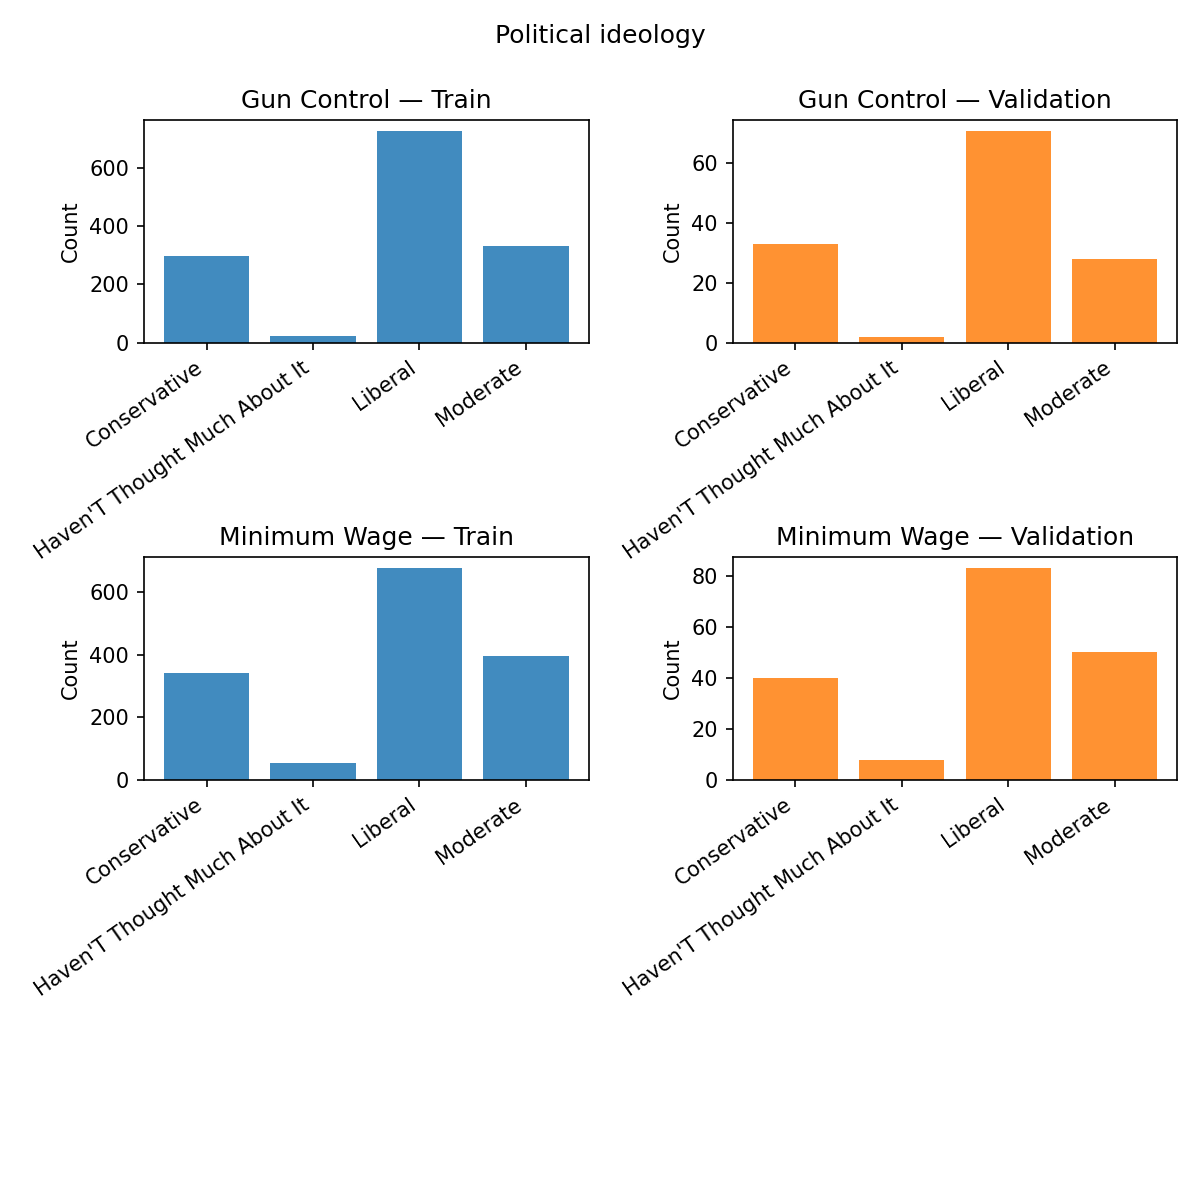 Political ideology
Gun Control — Train
Count
600
400
200
0
Conservative
Haven'T Thought Much About It
Liberal
Moderate
Gun Control — Validation
Count
60
40
20
0
Conservative
Haven'T Thought Much About It
Liberal
Moderate
Minimum Wage — Train
Count
600
400
200
0
Conservative
Haven'T Thought Much About It
Liberal
Moderate
Minimum Wage — Validation
Count
80
60
40
20
0
Conservative
Haven'T Thought Much About It
Liberal
Moderate